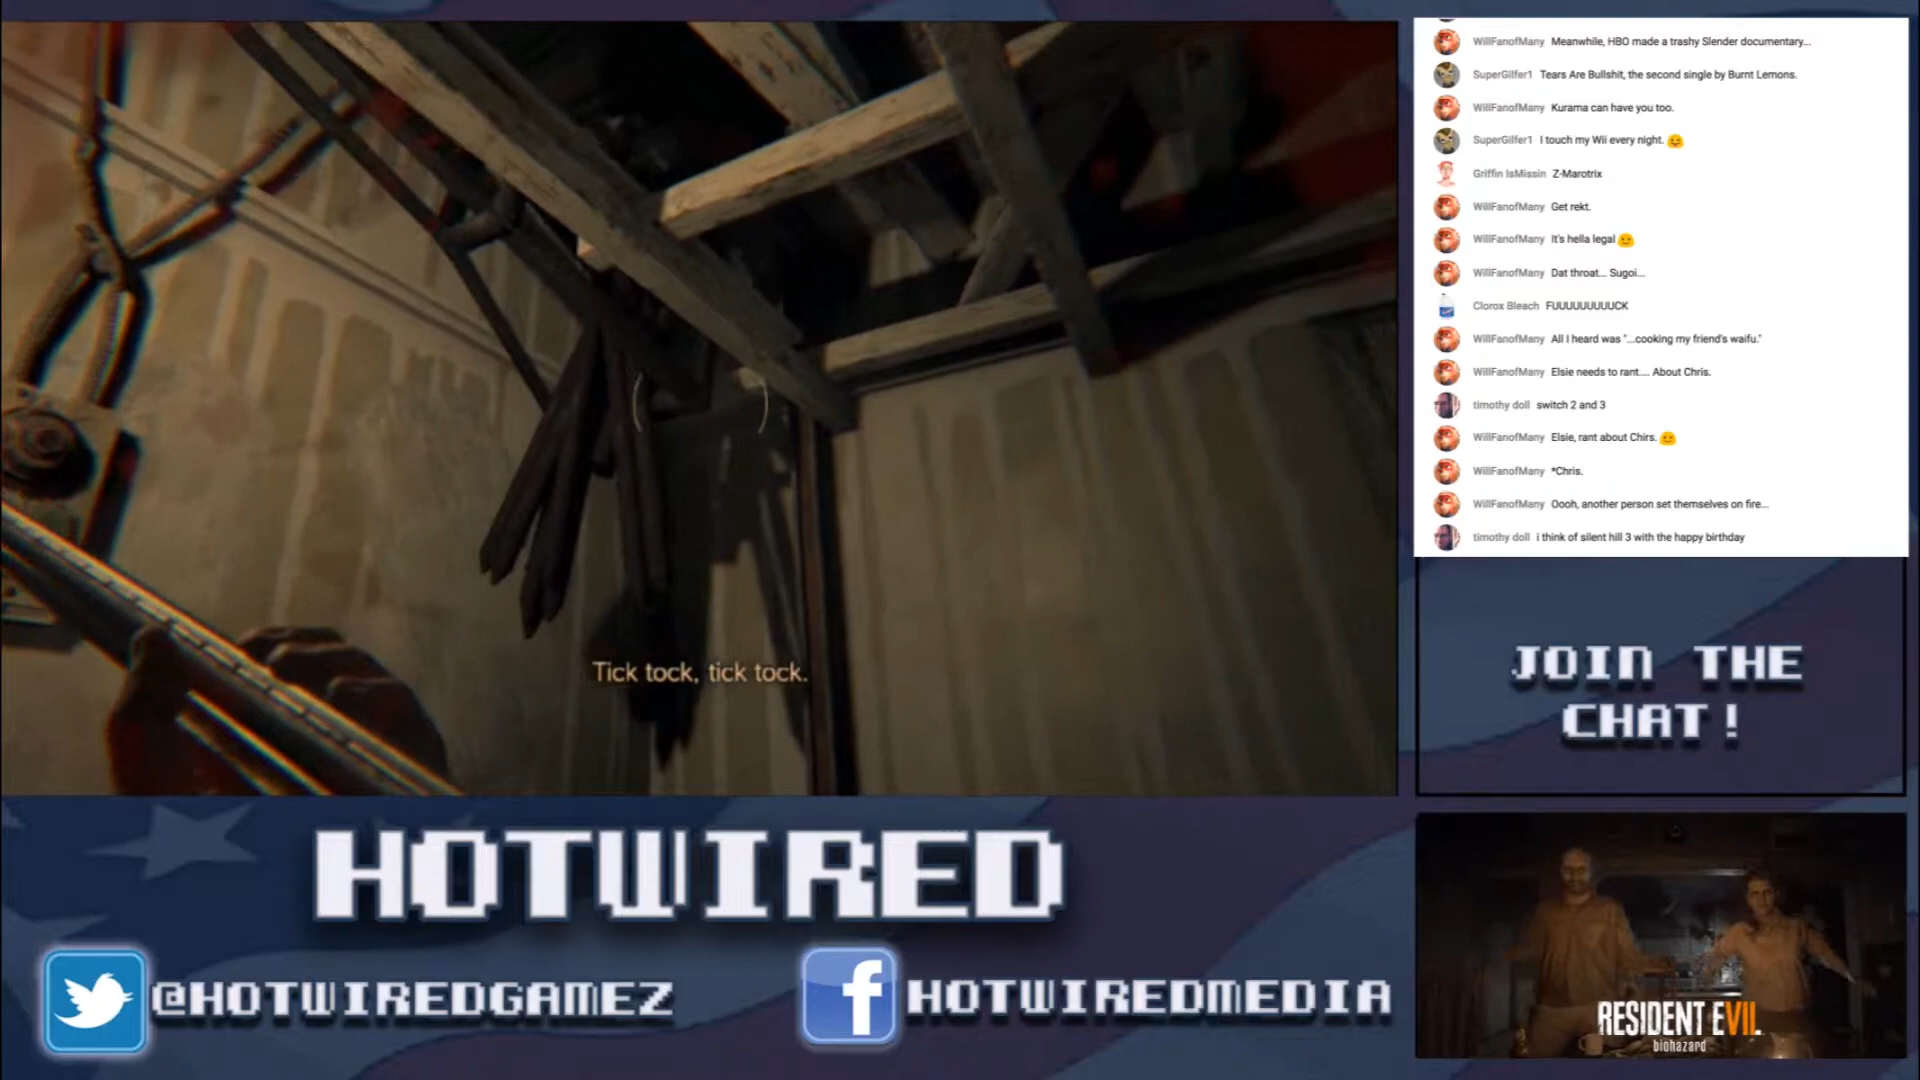 WillFanofMany Meanwhile, HBO made a trashy Slender documentary...
SuperGilfer1 Tears Are Bullshit, the second single by Burnt Lemons.
WillFanofMany Kurama can have you too.
SuperGilfer1 I touch my Wii every night.
Griffin IsMissin Z-Marotrix
WillFanofMany Get rekt.
WillFanofMany It's hella legal
WillFanofMany Dat throat... Sugoi...
Clorox Bleach FUUUUUUUUUCK
WillFanofMany All I heard was "...cooking my friend's waifu."
WillFanofMany Elsie needs to rant.... About Chris.
timothy doll switch 2 and 3
WillFanofMany Elsie, rant about Chirs.
WillFanofMany *Chris.
WillFanofMany Oooh, another person set themselves on fire...
timothy doll i think of silent hill 3 with the happy birthday
Tick tock, tick tock.
JOIN THE
CHAT!
HOTWIRED
@HOTWIREDGAMEZ
f HOTWIREDMEDIA
RESIDENT EVII.
biohazard